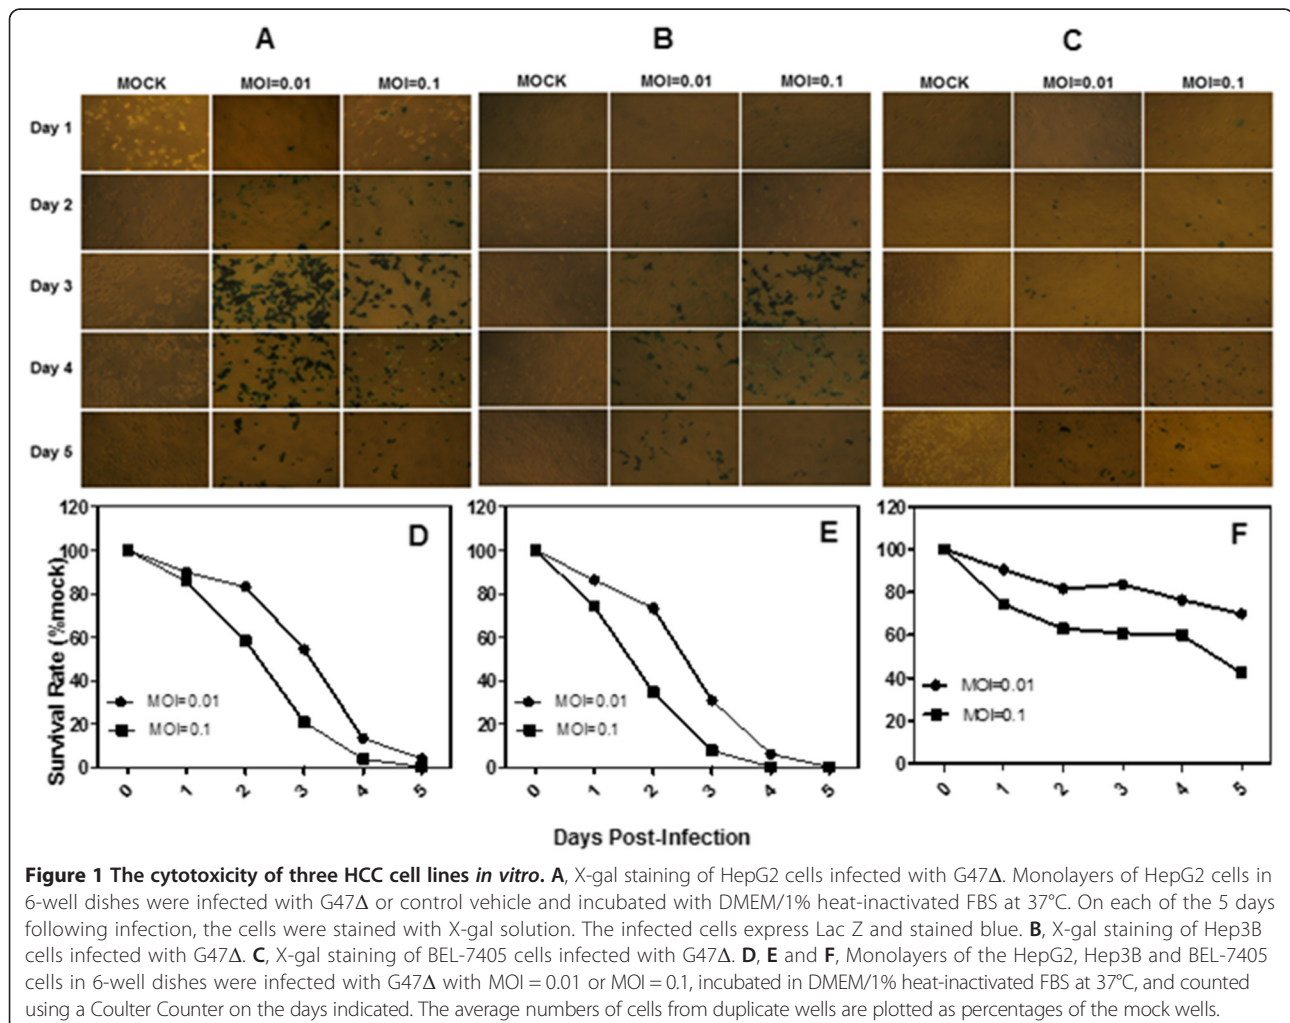 A B C
MOCK MOI=0.01 MOI=0.1 MOCK MOI=0.01 MOI=0.1 MOCK MOI=0.01 MOI=0.1
Day 1
Day 2
Day 3
Day 4
Day 5
Survival Rate (%mock)
D
120
100
80
60
40
20
0
MOI=0.01
MOI=0.1
0 1 2 3 4 5
E
120
100
80
60
40
20
0
MOI=0.01
MOI=0.1
0 1 2 3 4 5
F
120
100
80
60
40
20
0
MOI=0.01
MOI=0.1
0 1 2 3 4 5
Days Post-Infection
Figure 1 The cytotoxicity of three HCC cell lines in vitro. A, X-gal staining of HepG2 cells infected with G47Δ. Monolayers of HepG2 cells in
6-well dishes were infected with G47Δ or control vehicle and incubated with DMEM/1% heat-inactivated FBS at 37°C. On each of the 5 days
following infection, the cells were stained with X-gal solution. The infected cells express Lac Z and stained blue. B, X-gal staining of Hep3B
cells infected with G47Δ. C, X-gal staining of BEL-7405 cells infected with G47Δ. D, E and F, Monolayers of the HepG2, Hep3B and BEL-7405
cells in 6-well dishes were infected with G47Δ with MOI = 0.01 or MOI = 0.1, incubated in DMEM/1% heat-inactivated FBS at 37°C, and counted
using a Coulter Counter on the days indicated. The average numbers of cells from duplicate wells are plotted as percentages of the mock wells.